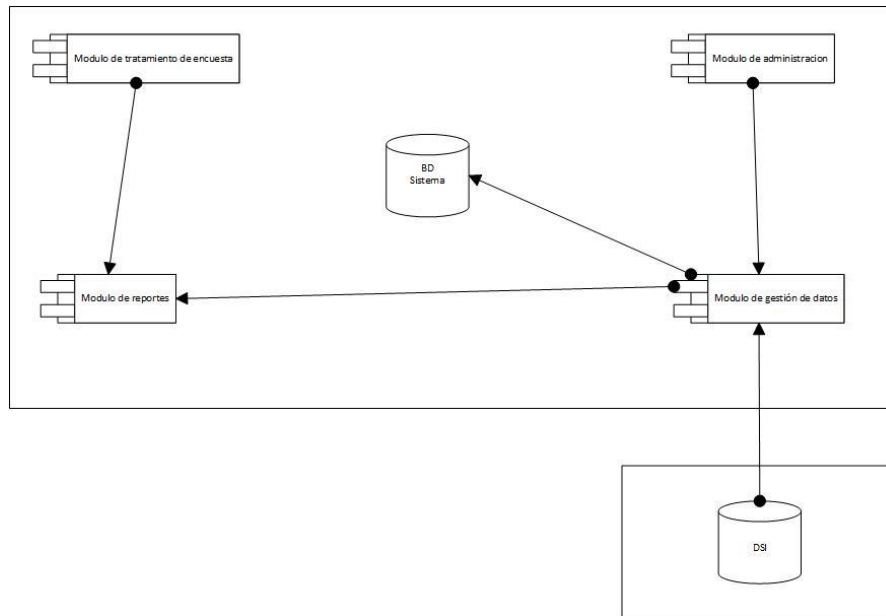 Modulo de tratamiento de encuesta
Modulo de administracion
BD
Sistema
Modulo de reportes
Modulo de gestión de datos
DSI